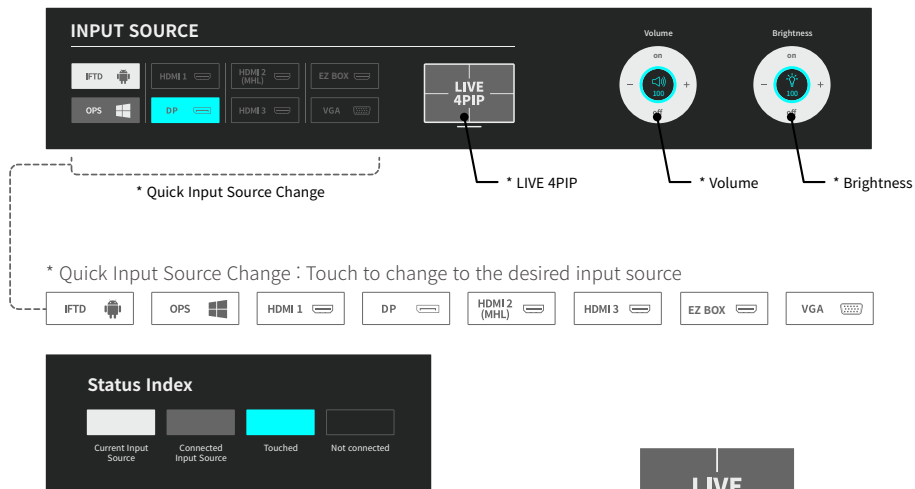 INPUT SOURCE
Volume
Brightness
IFTD
HDMI 1
HDMI 2
(MHL)
EZ BOX
OPS
DP
HDMI 3
VGA
LIVE
4PIP
on
- 100 +
off
on
- 100 +
off
* Quick Input Source Change
* LIVE 4PIP
* Volume
* Brightness
* Quick Input Source Change : Touch to change to the desired input source
IFTD
OPS
HDMI 1
DP
HDMI 2
(MHL)
HDMI 3
EZ BOX
VGA
Status Index
Current Input
Source
Connected
Input Source
Touched
Not connected
LIVE